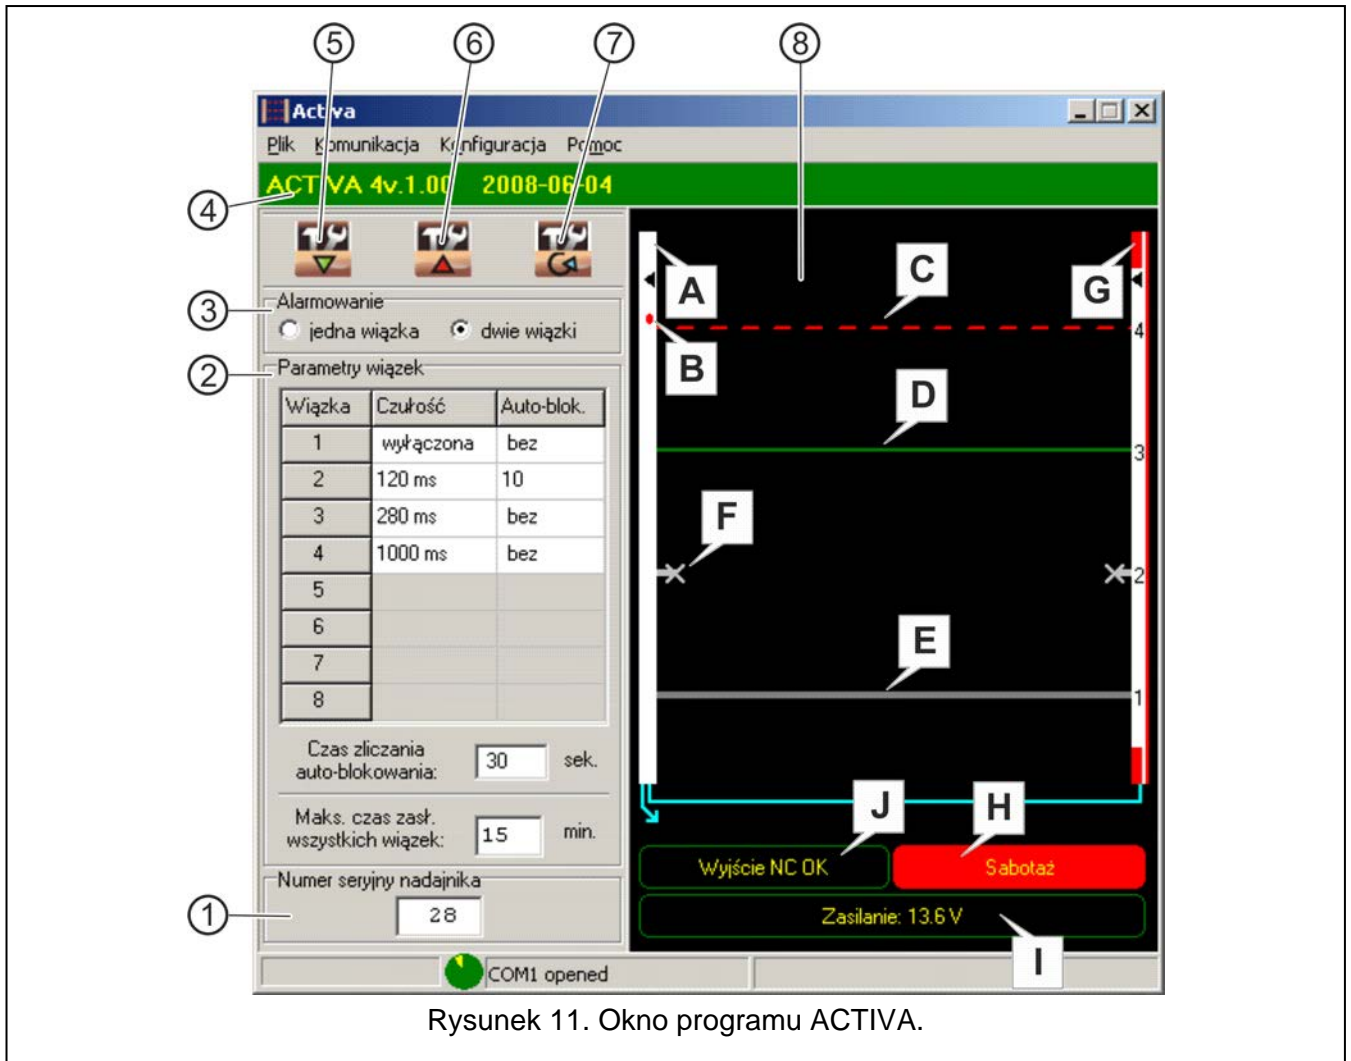 5 6 7 8
Activa
Plik Komunikacja Konfiguracja Pomoc
ACTIVA 4v.1.00 2008-06-04
4
3
Alarmowanie
jedna wiązka dwie wiązki
2
Parametry wiązek
Wiązka Czułość Auto-blok.
1 wyłączona bez
2 120 ms 10
3 280 ms bez
4 1000 ms bez
5
6
7
8
Czas zliczania
auto-blokowania: 30 sek.
Maks. czas zasł.
wszystkich wiązek: 15 min.
1
Numer seryjny nadajnika
28
COM1 opened
A C G
4
B
D
3
F
2
E
1
J H
Wyjście NC OK Sabotaż
Zasilanie: 13.6 V
I
Rysunek 11. Okno programu ACTIVA.